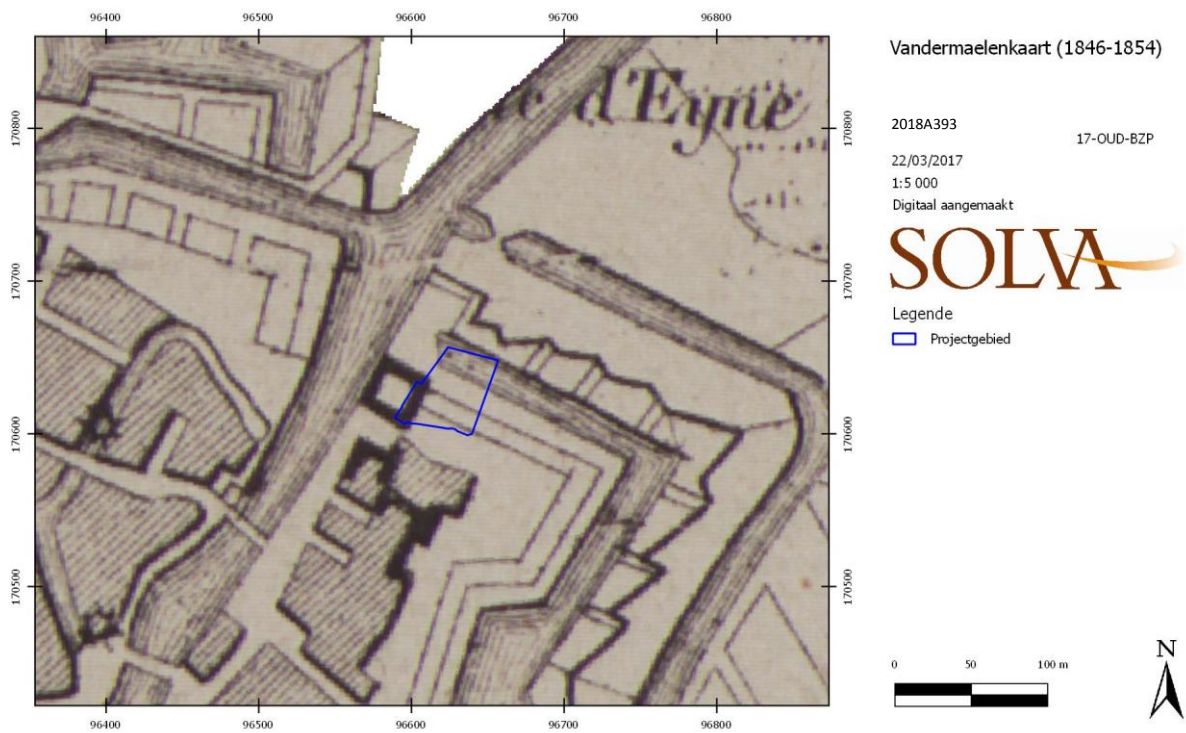 96400 96500 96600 96700 96800
170800 170700 170600 170500
d'Eyne
170800 170700 170600 170500
96400 96500 96600 96700 96800
Vandermaelenkaart (1846-1854)
2018A393
17-OUD-BZP
22/03/2017
1:5 000
Digitaal aangemaakt
SOLVA
Legende
Projectgebied
N
0 50 100 m